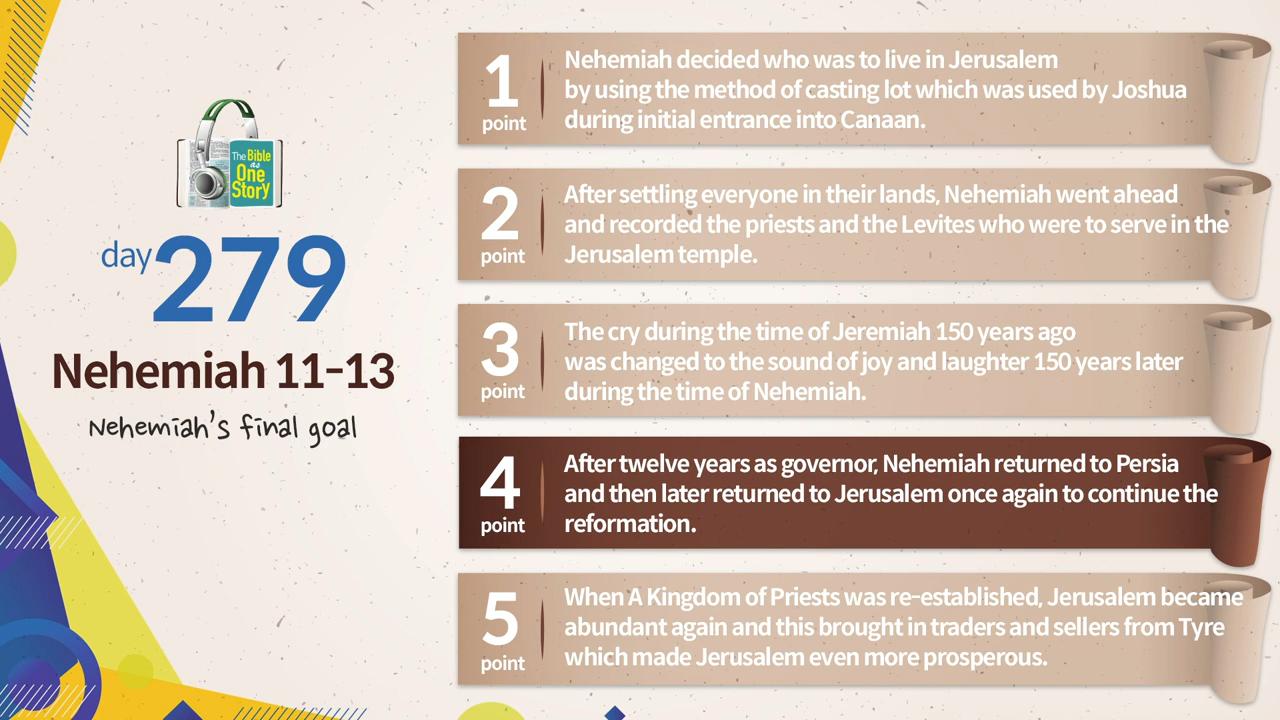 The Bible
as
One
Story
day 279
Nehemiah 11-13
Nehemiah's final goal
1
point
Nehemiah decided who was to live in Jerusalem
by using the method of casting lot which was used by Joshua
during initial entrance into Canaan.
2
point
After settling everyone in their lands, Nehemiah went ahead
and recorded the priests and the Levites who were to serve in the
Jerusalem temple.
3
point
The cry during the time of Jeremiah 150 years ago
was changed to the sound of joy and laughter 150 years later
during the time of Nehemiah.
4
point
After twelve years as governor, Nehemiah returned to Persia
and then later returned to Jerusalem once again to continue the
reformation.
5
point
When A Kingdom of Priests was re-established, Jerusalem became
abundant again and this brought in traders and sellers from Tyre
which made Jerusalem even more prosperous.